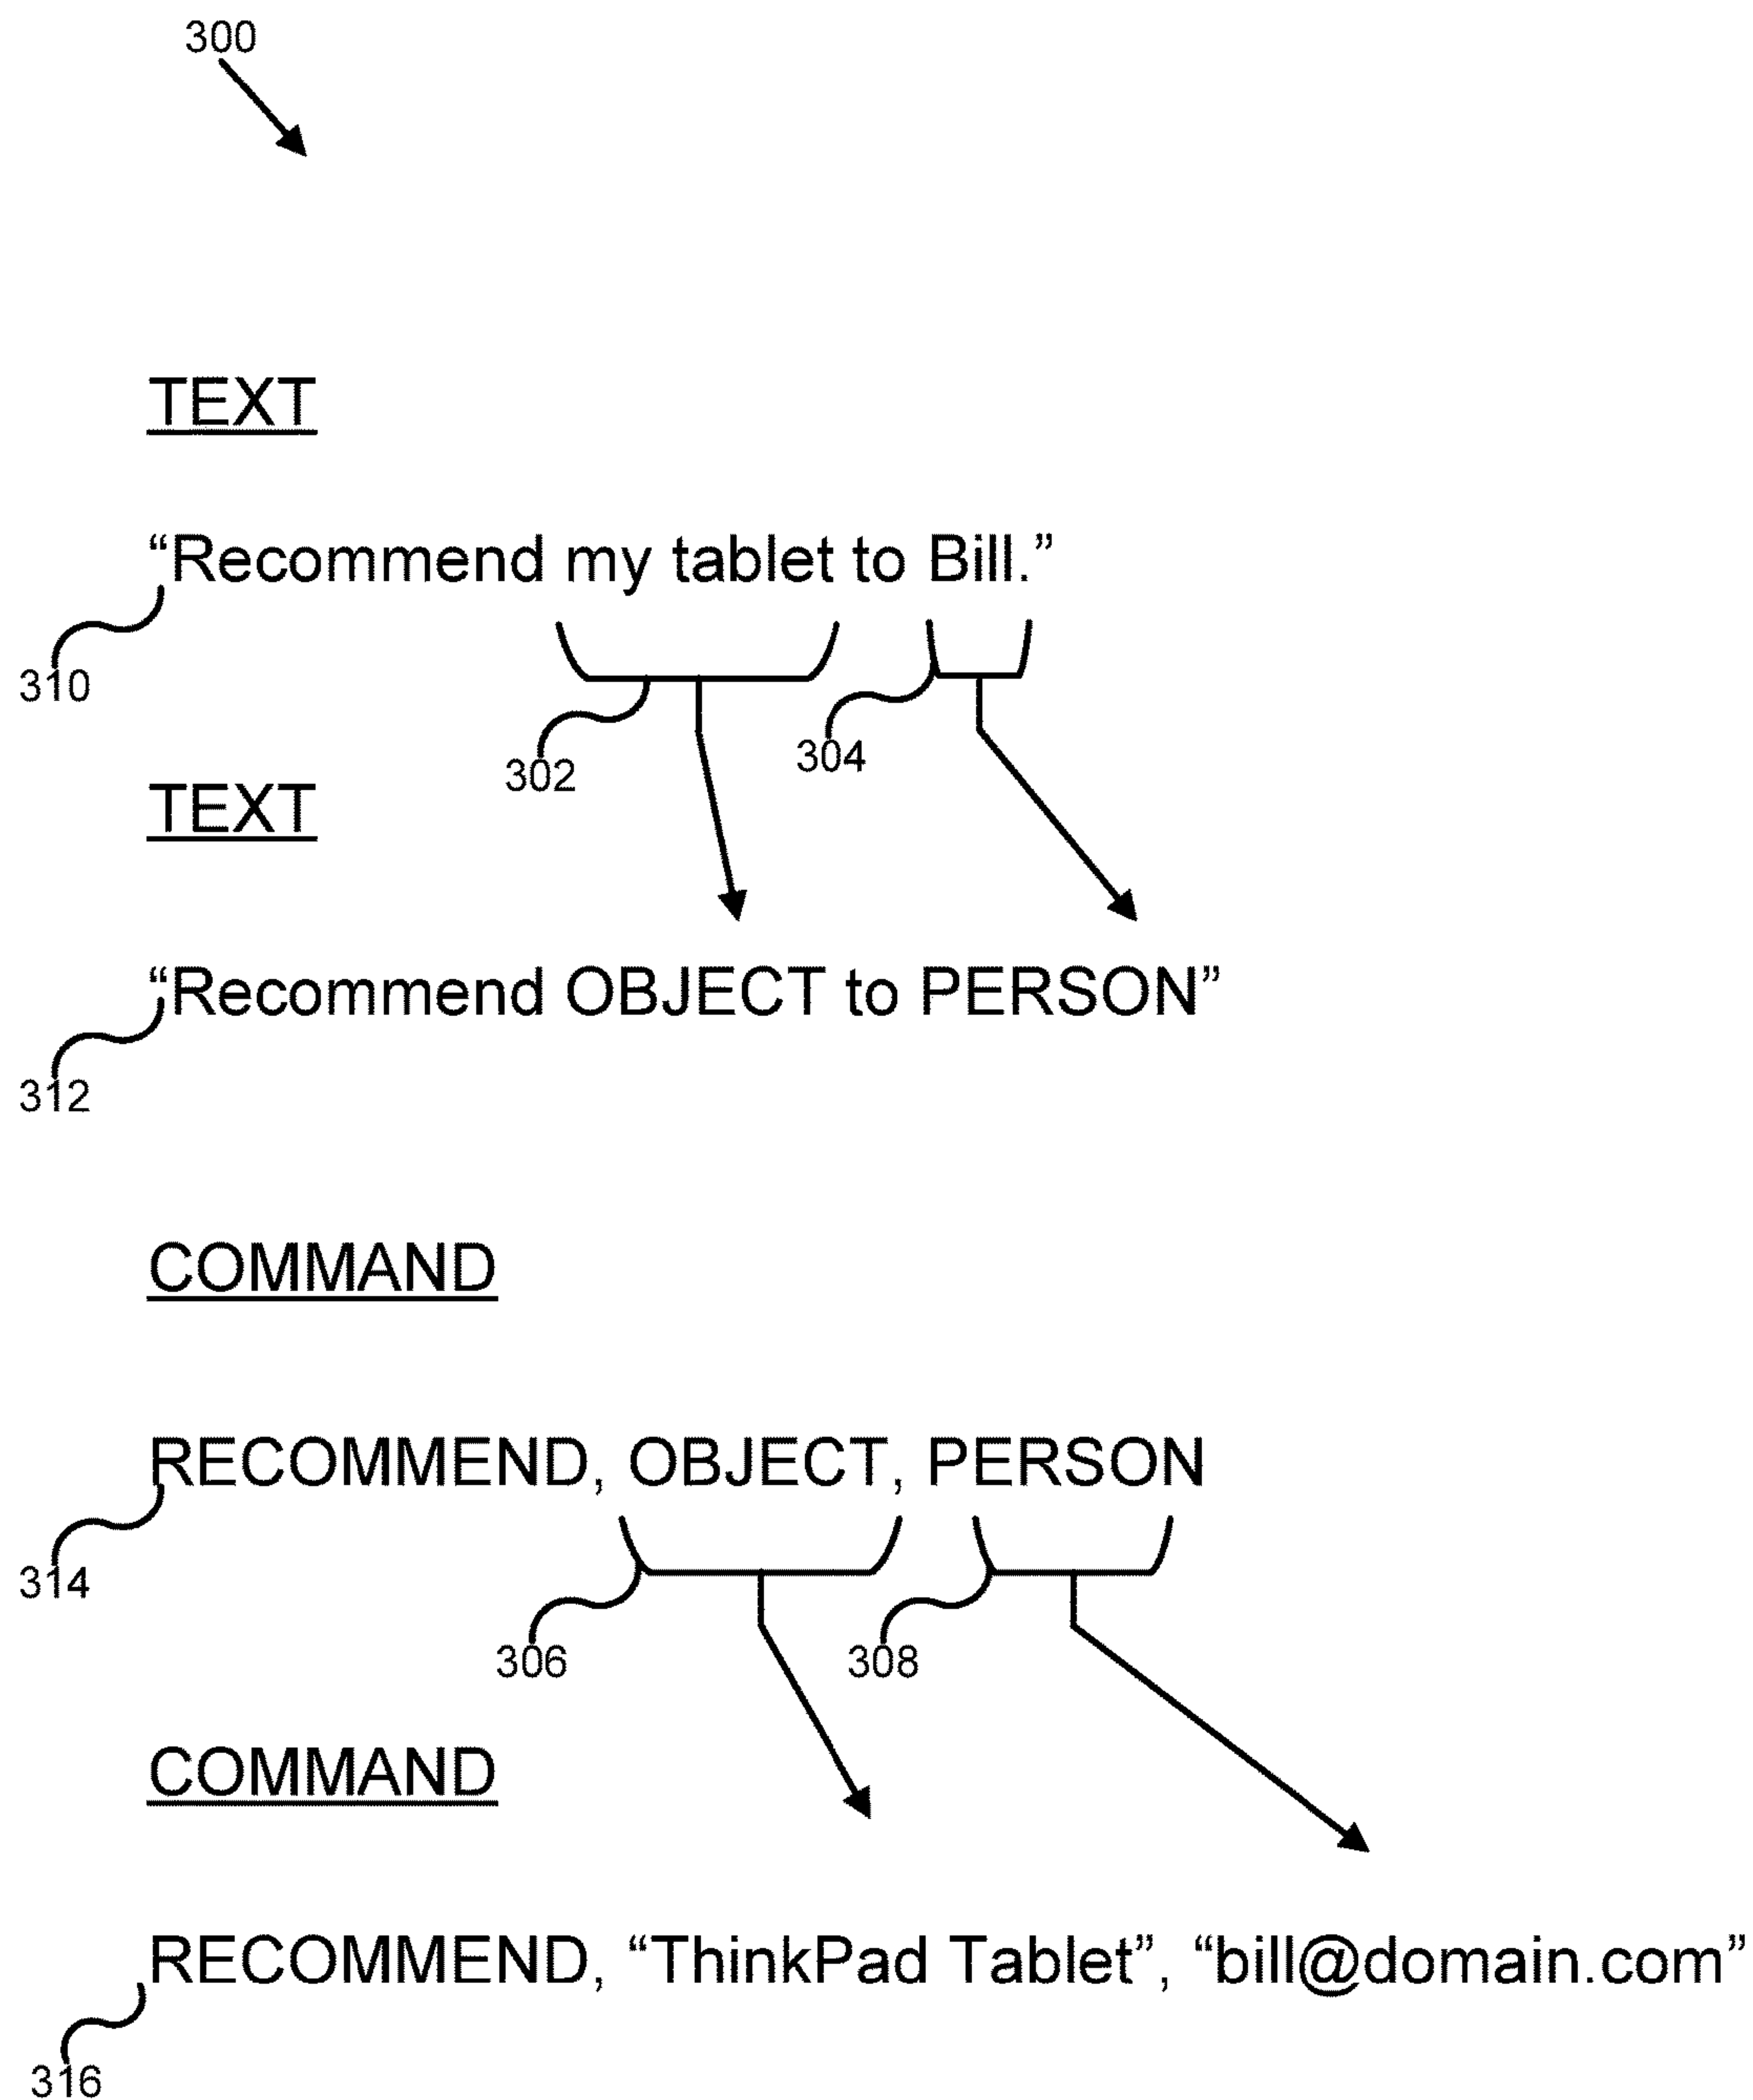 300
TEXT
“Recommend my tablet to Bill.”
310
302
304
TEXT
“Recommend OBJECT to PERSON”
312
COMMAND
RECOMMEND, OBJECT, PERSON
314
306
308
COMMAND
RECOMMEND, “ThinkPad Tablet”, “bill@domain.com”
316